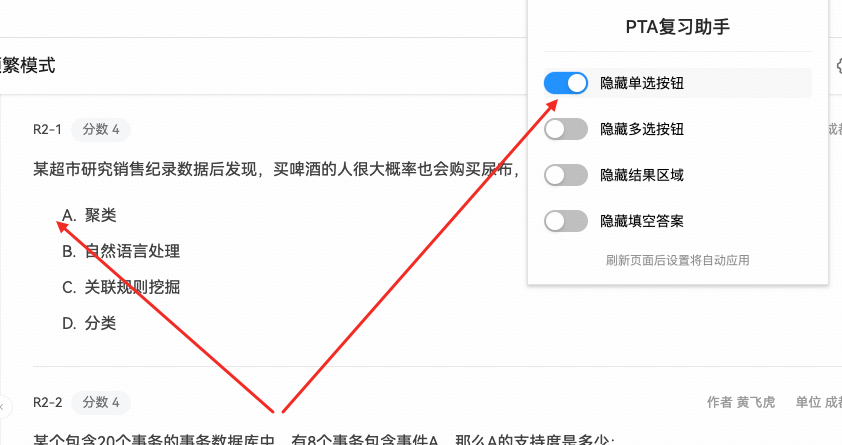 PTA复习助手
频繁模式
隐藏单选按钮
R2-1 分数 4
隐藏多选按钮
某超市研究销售纪录数据后发现，买啤酒的人很大概率也会购买尿布，
隐藏结果区域
A. 聚类
隐藏填空答案
B. 自然语言处理
刷新页面后设置将自动应用
C. 关联规则挖掘
D. 分类
R2-2 分数 4 作者 黄飞虎 单位 成都
某个包含20个事务的事务数据库中，有8个事务包含事件A，那么A的支持度是多少: